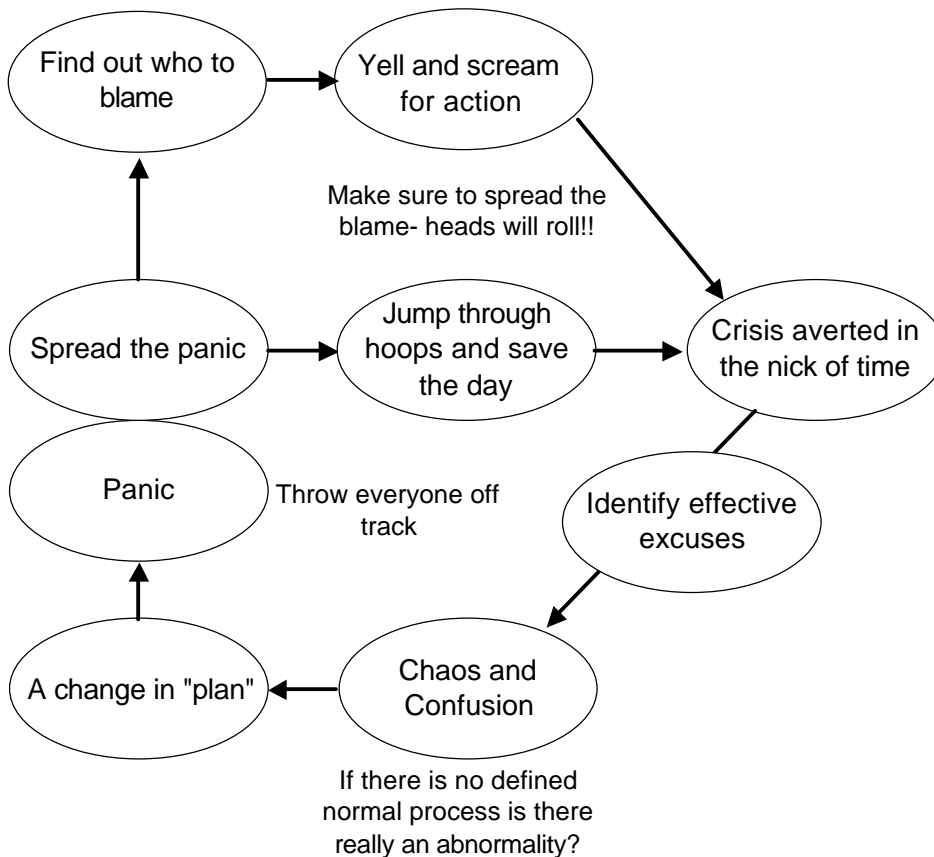 Find out who to
blame
Yell and scream
for action
Make sure to spread the
blame- heads will roll!!
Spread the panic
Jump through
hoops and save
the day
Crisis averted in
the nick of time
Panic
Throw everyone off
track
Identify effective
excuses
A change in "plan"
Chaos and
Confusion
If there is no defined
normal process is there
really an abnormality?